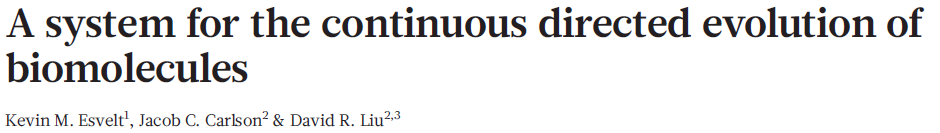 A system for the continuous directed evolution of
biomolecules
Kevin M. Esvelt¹, Jacob C. Carlson² & David R. Liu²,³